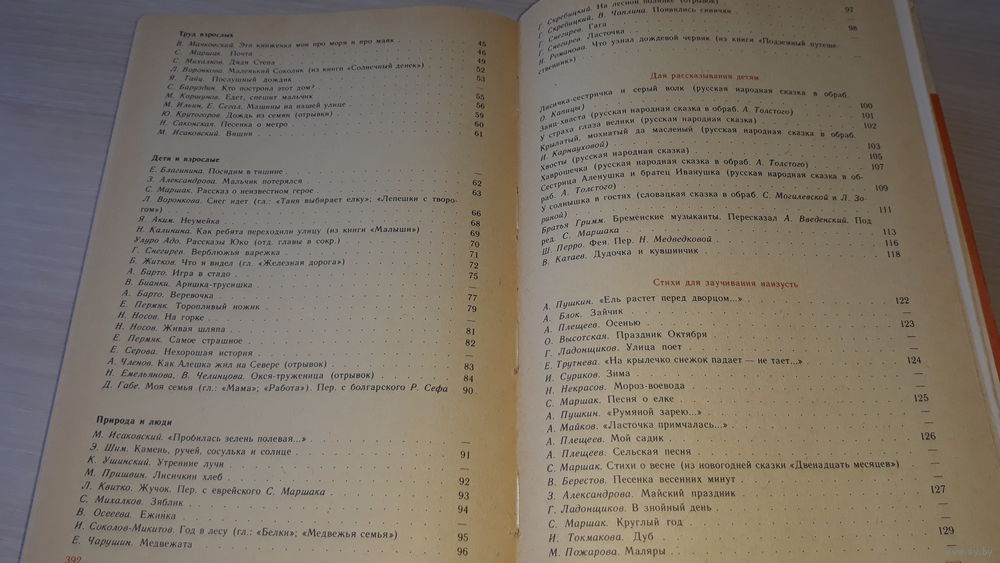 Труд взрослых
В. Маяковский. Эта книжечка моя про моря и про маяк 45
С. Маршак. Почта 46
С. Михалков. Дядя Степа 49
Л. Воронкова. Маленький Соколик (из книги «Солнечный денек») 52
Я. Тайц. Послушный дождик 53
С. Баруздин. Кто построил этот дом? —
М. Коршунов. Едет, спешит мальчик 55
М. Ильин, Е. Сегал. Машины на нашей улице 56
Ю. Крутогоров. Дождь из семян (отрывки) 59
Н. Саконская. Песенка о метро 60
М. Исаковский. Вишня 61
Дети и взрослые
Е. Благинина. Посидим в тишине —
З. Александрова. Мальчик потерялся 62
С. Маршак. Рассказ о неизвестном герое 63
Л. Воронкова. Снег идет (гл.: «Таня выбирает елку»; «Лепешки с творо-
гом») 66
Я. Аким. Неумейка 68
Н. Калинина. Как ребята переходили улицу (из книги «Малыши») 69
Улуро Адо. Рассказы Юко (отд. главы в сокр.) 70
Г. Снегирев. Верблюжья варежка 71
Б. Житков. Что я видел (гл. «Железная дорога») 72
А. Барто. Игра в стадо 75
В. Бианки. Аришка-трусишка —
А. Барто. Веревочка 77
Е. Пермяк. Торопливый ножик 79
Н. Носов. На горке —
Н. Носов. Живая шляпа 81
Е. Пермяк. Самое страшное 82
Е. Серова. Нехорошая история —
А. Членов. Как Алешка жил на Севере (отрывок) 83
Н. Емельянова, В. Челинцова. Окся-труженица (отрывок) 84
Д. Габе. Моя семья (гл.: «Мама»; «Работа»). Пер. с болгарского Р. Сефа 90
Природа и люди —
М. Исаковский. «Пробилась зелень полевая...» —
Э. Шим. Камень, ручей, сосулька и солнце 91
К. Ушинский. Утренние лучи —
М. Пришвин. Лисичкин хлеб 92
Л. Квитко. Жучок. Пер. с еврейского С. Маршака 93
С. Михалков. Зяблик 94
В. Осеева. Ежинка —
И. Соколов-Микитов. Год в лесу (гл.: «Белки»; «Медвежья семья») 95
Е. Чарушин. Медвежата 96
392
Г. Скребицкий. На лесной полянке (отрывок)
Г. Скребицкий, В. Чаплина. Появились синички 97
Г. Снегирев. Гага —
Г. Снегирев. Ласточка 98
Н. Рожанова. Что узнал дождевой червяк (из книги «Подземный путеше-
ственник») —
Для рассказывания детям
Лисичка-сестричка и серый волк (русская народная сказка в обраб.
О. Капицы) 100
Заяц-хваста (русская народная сказка в обраб. А. Толстого) 101
У страха глаза велики (русская народная сказка) 102
Крылатый, мохнатый да масленый (русская народная сказка в обраб.
И. Карнауховой) 103
Хвосты (русская народная сказка) 105
Хаврошечка (русская народная сказка в обраб. А. Толстого) 107
Сестрица Аленушка и братец Иванушка (русская народная сказка в об-
раб. А. Толстого) 109
У солнышка в гостях (словацкая сказка в обраб. С. Могилевской и Л. Зо-
риной) 111
Братья Гримм. Бременские музыканты. Пересказал А. Введенский. Под
ред. С. Маршака 113
Ш. Перро. Фея. Пер. Н. Медведковой 116
В. Катаев. Дудочка и кувшинчик 118
Стихи для заучивания наизусть
А. Пушкин. «Ель растет перед дворцом...» 122
А. Блок. Зайчик —
А. Плещеев. Осенью 123
О. Высотская. Праздник Октября —
Г. Ладонщиков. Улица поет —
Е. Трутнева. «На крылечко снежок падает — не тает...» 124
И. Суриков. Зима —
Н. Некрасов. Мороз-воевода —
С. Маршак. Песня о елке 125
А. Пушкин. «Румяной зарею...» —
А. Майков. «Ласточка примчалась...» —
А. Плещеев. Мой садик 126
А. Плещеев. Сельская песня —
С. Маршак. Стихи о весне (из новогодней сказки «Двенадцать месяцев») —
В. Берестов. Песенка весенних минут —
З. Александрова. Майский праздник 127
Г. Ладонщиков. В знойный день —
С. Маршак. Круглый год —
И. Токмакова. Дуб 129
М. Пожарова. Маляры —